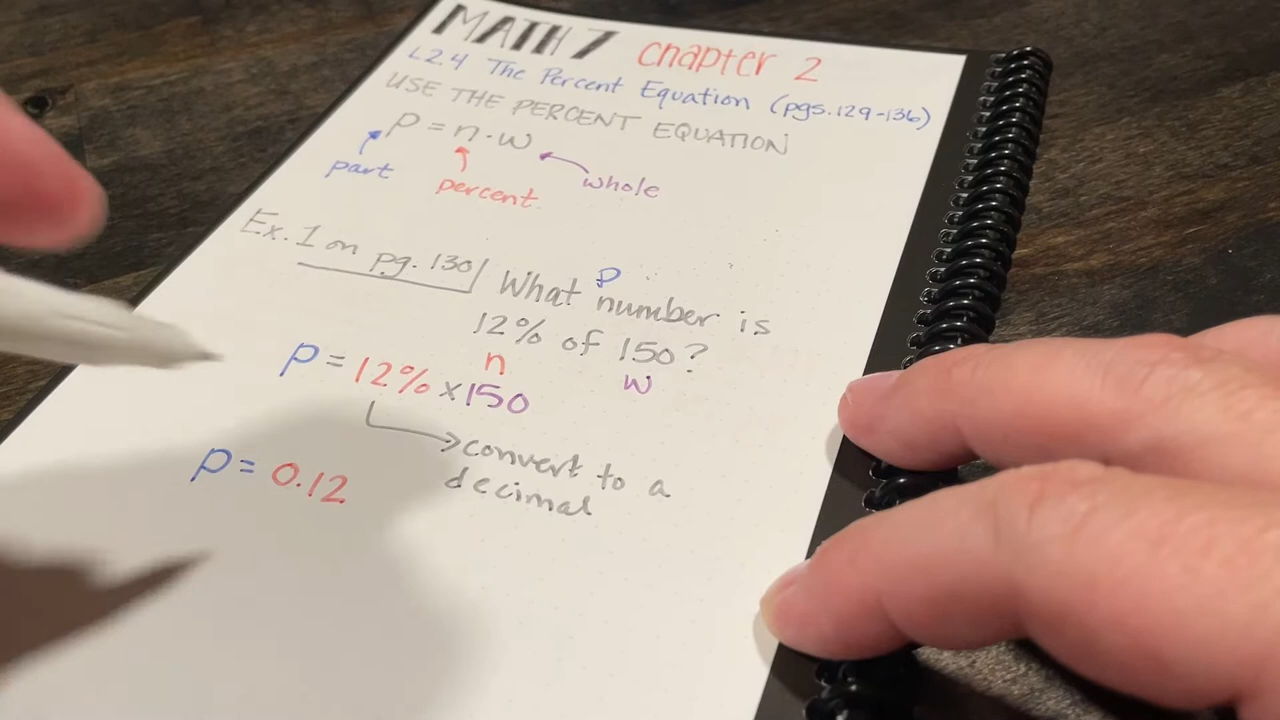 MATH 7 Chapter 2
L2.4 The Percent Equation (pgs. 129-136)
USE THE PERCENT EQUATION
p = n · w
part
percent
whole
Ex. 1 on pg. 130
What number is
p
12% of 150?
n
w
p = 12% x 150
convert to a
decimal
p = 0.12